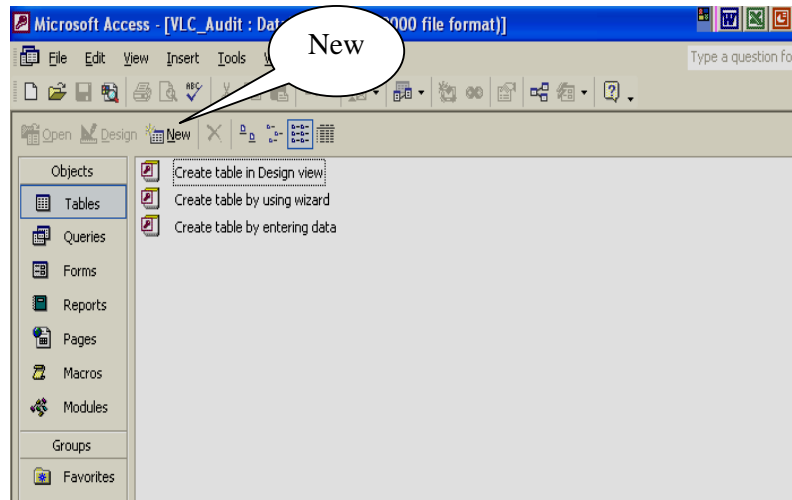 Microsoft Access - [VLC_Audit : Dat 000 file format)]
File Edit View Insert Tools
Type a question fo
New
Open Design New
Objects
Tables
Queries
Forms
Reports
Pages
Macros
Modules
Groups
Favorites
Create table in Design view
Create table by using wizard
Create table by entering data